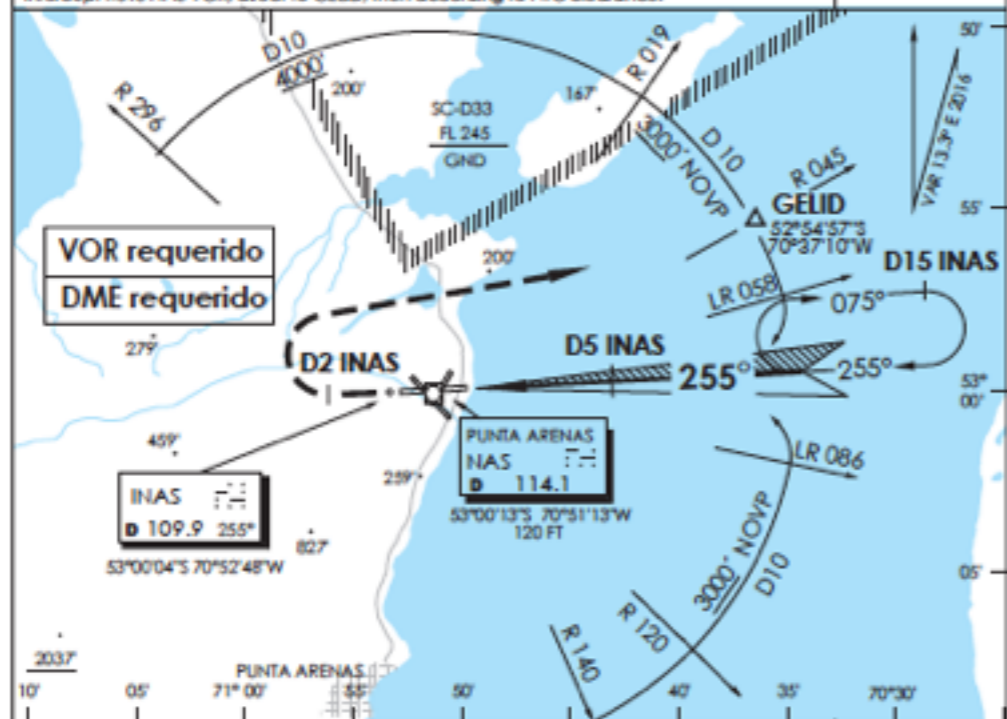 D10
4000'
200'
R 296
SC-D33
FL 245
GND
167'
R 019
3000' NOVP
D 10
R 045
GELID
52°54'57"S
70°37'10"W
VAR 13.3° E 2016
50'
55'
VOR requerido
DME requerido
200'
LR 058
D15 INAS
075°
279'
D2 INAS
D5 INAS
255°
255°
53°
00'
459'
PUNTA ARENAS
NAS
D 114.1
53°00'13"S 70°51'13"W
120 FT
LR 086
INAS
D 109.9 255°
53°00'04"S 70°52'48"W
259'
827'
3000' NOVP
D10
05'
R 120
R 140
2037'
PUNTA ARENAS
10'
05'
71° 00'
55'
50'
40'
35'
70°30'